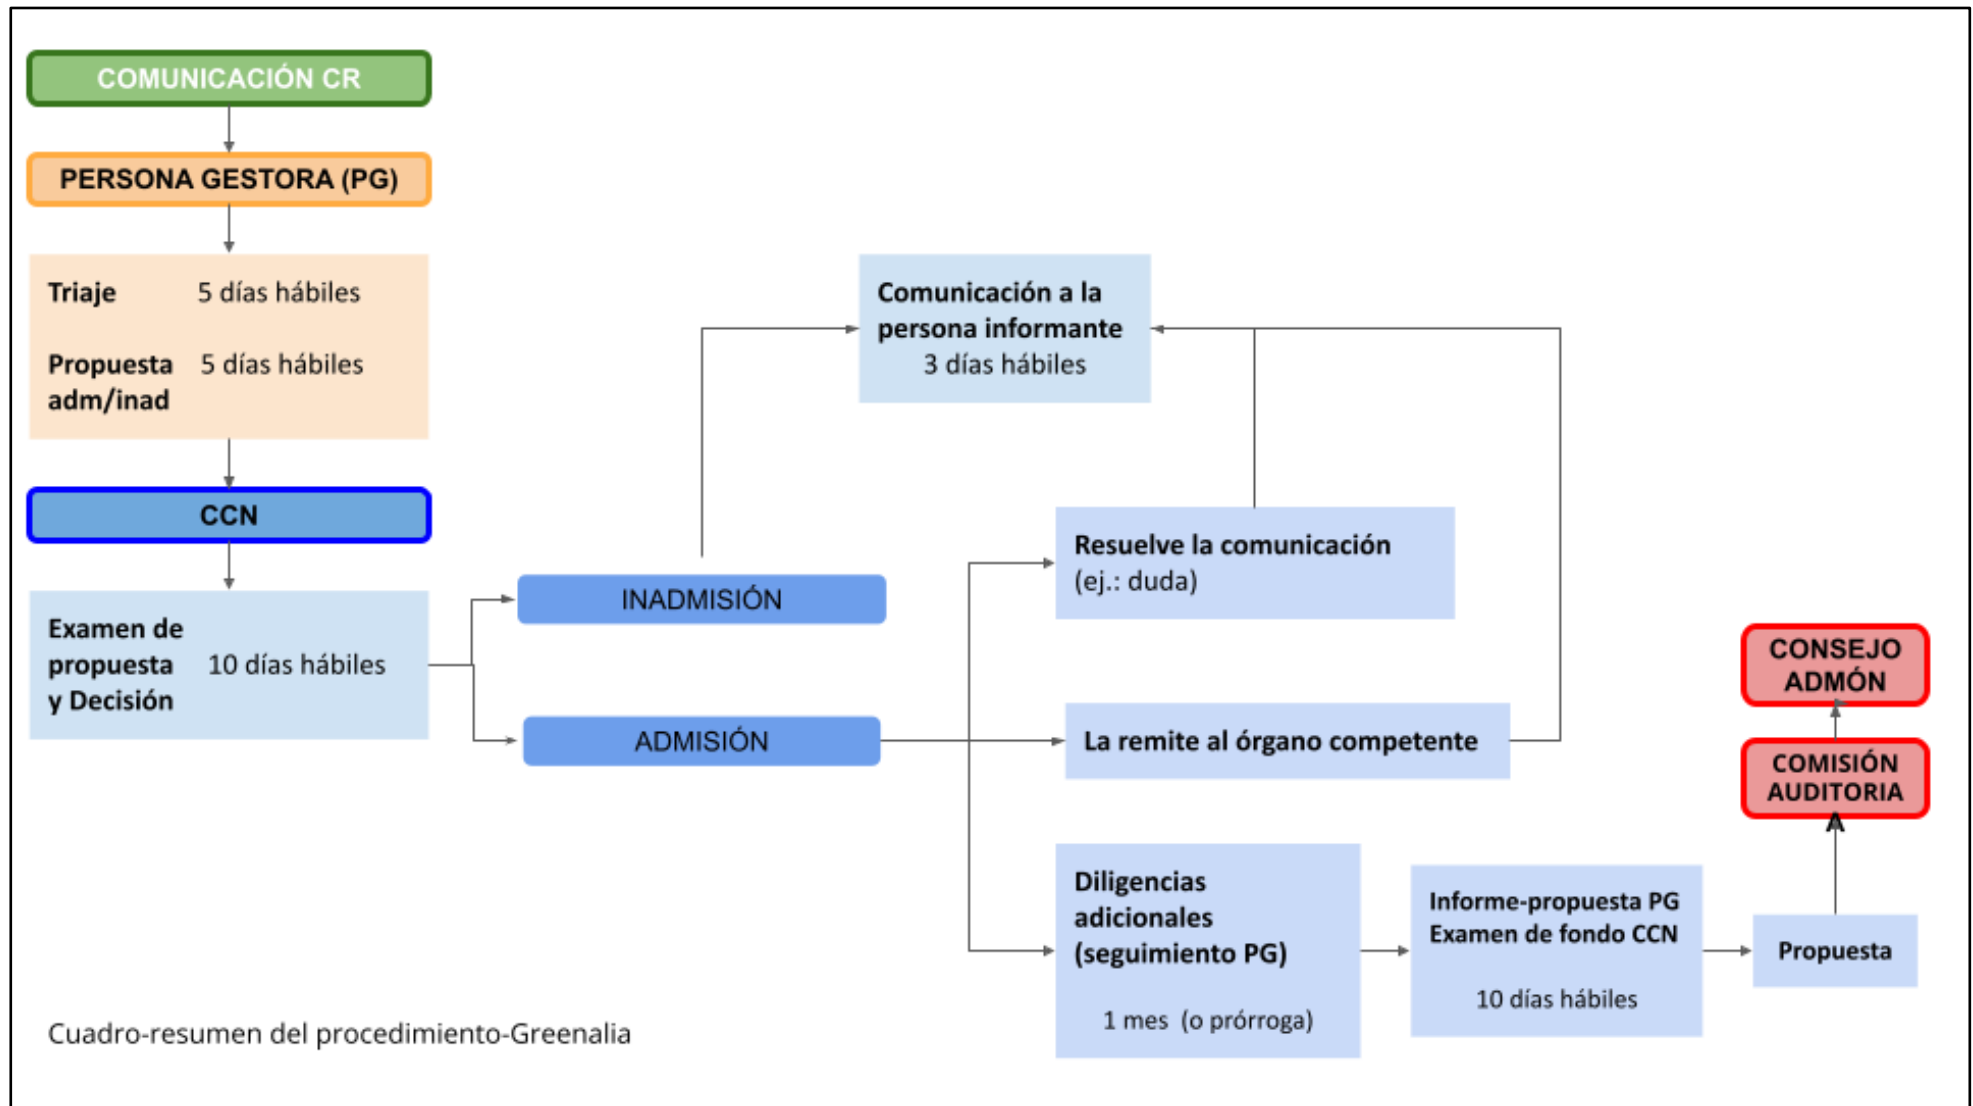 COMUNICACIÓN CR
PERSONA GESTORA (PG)
Triaje 5 días hábiles
Propuesta 5 días hábiles
adm/inad
CCN
Examen de
propuesta 10 días hábiles
y Decisión
INADMISIÓN
ADMISIÓN
Comunicación a la
persona informante
3 días hábiles
Resuelve la comunicación
(ej.: duda)
La remite al órgano competente
Diligencias
adicionales
(seguimiento PG)
1 mes (o prórroga)
Informe-propuesta PG
Examen de fondo CCN
10 días hábiles
Propuesta
CONSEJO
ADMÓN
COMISIÓN
AUDITORIA
A
Cuadro-resumen del procedimiento-Greenalia